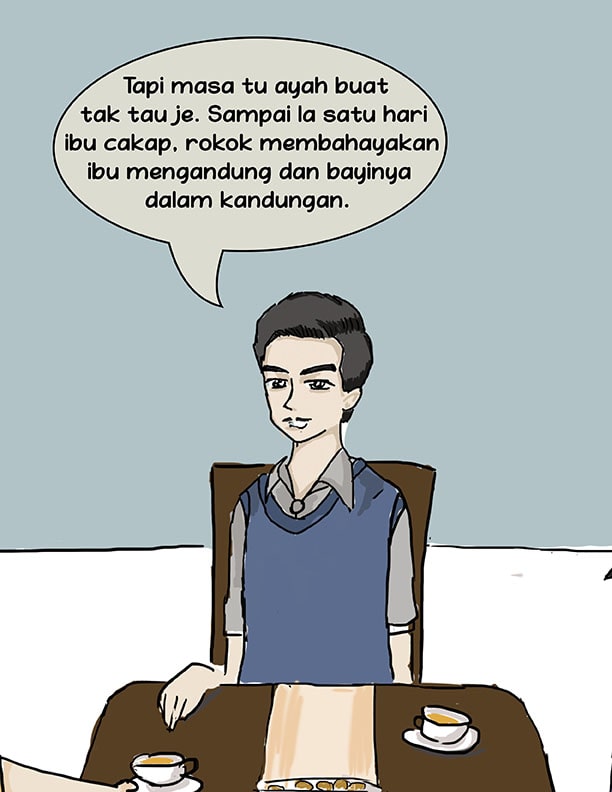 Tapi masa tu ayah buat
tak tau je. Sampai la satu hari
ibu cakap, rokok membahayakan
ibu mengandung dan bayinya
dalam kandungan.